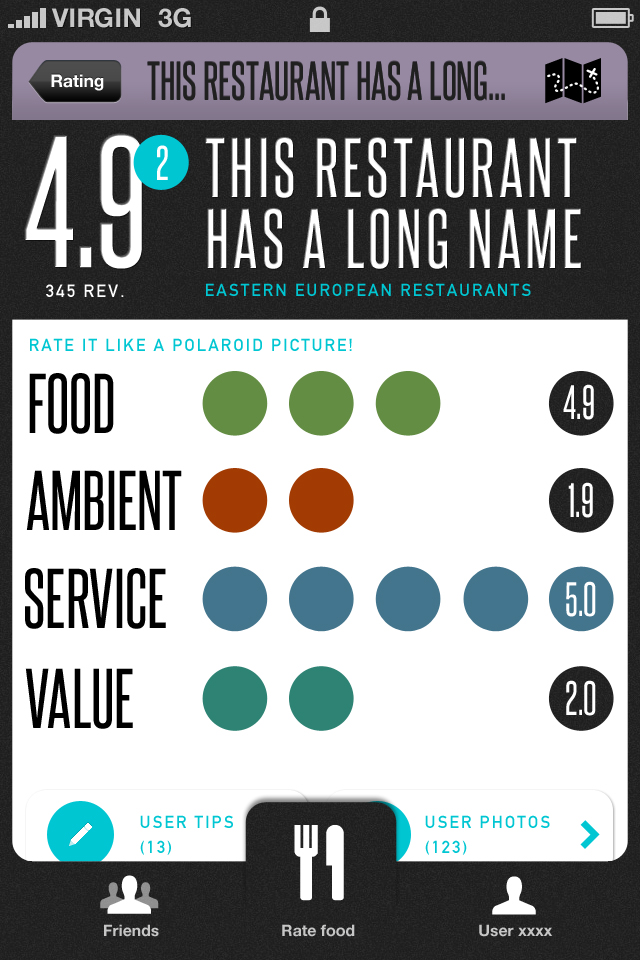 VIRGIN 3G
Rating
THIS RESTAURANT HAS A LONG...
4.9
2
THIS RESTAURANT
HAS A LONG NAME
345 REV.
EASTERN EUROPEAN RESTAURANTS
RATE IT LIKE A POLAROID PICTURE!
FOOD
4.9
AMBIENT
1.9
SERVICE
5.0
VALUE
2.0
USER TIPS
(13)
USER PHOTOS
(123)
Friends
Rate food
User xxxx